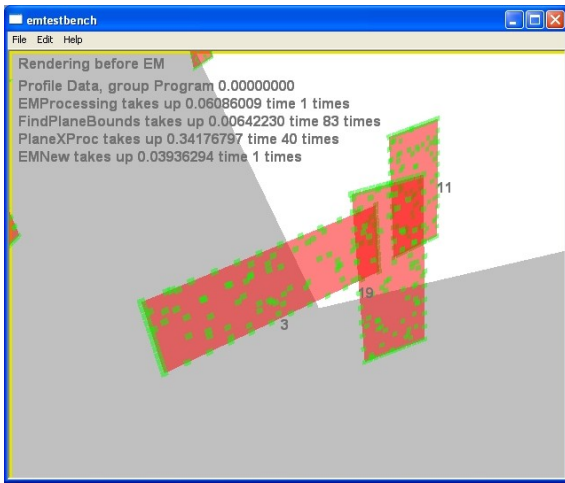 emtestbench
File Edit Help
Rendering before EM
Profile Data, group Program 0.00000000
EMProcessing takes up 0.06086009 time 1 times
FindPlaneBounds takes up 0.00642230 time 83 times
PlaneXProc takes up 0.34176797 time 40 times
EMNew takes up 0.03936294 time 1 times
11
19
3